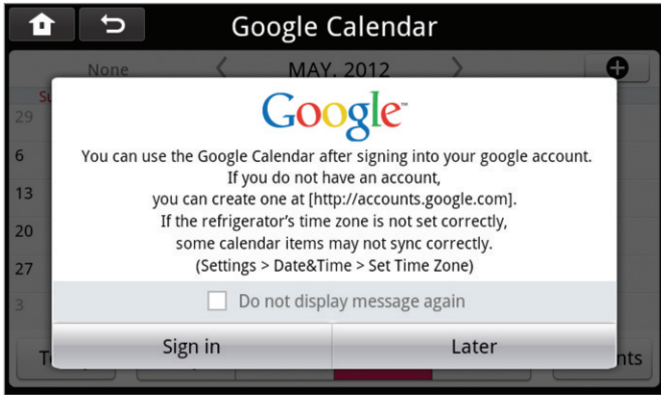 Google Calendar
None
MAY. 2012
Su
29
Google™
You can use the Google Calendar after signing into your google account.
If you do not have an account,
you can create one at [http://accounts.google.com].
If the refrigerator's time zone is not set correctly,
some calendar items may not sync correctly.
(Settings > Date&Time > Set Time Zone)
6
13
20
27
3
Do not display message again
Sign in
Later